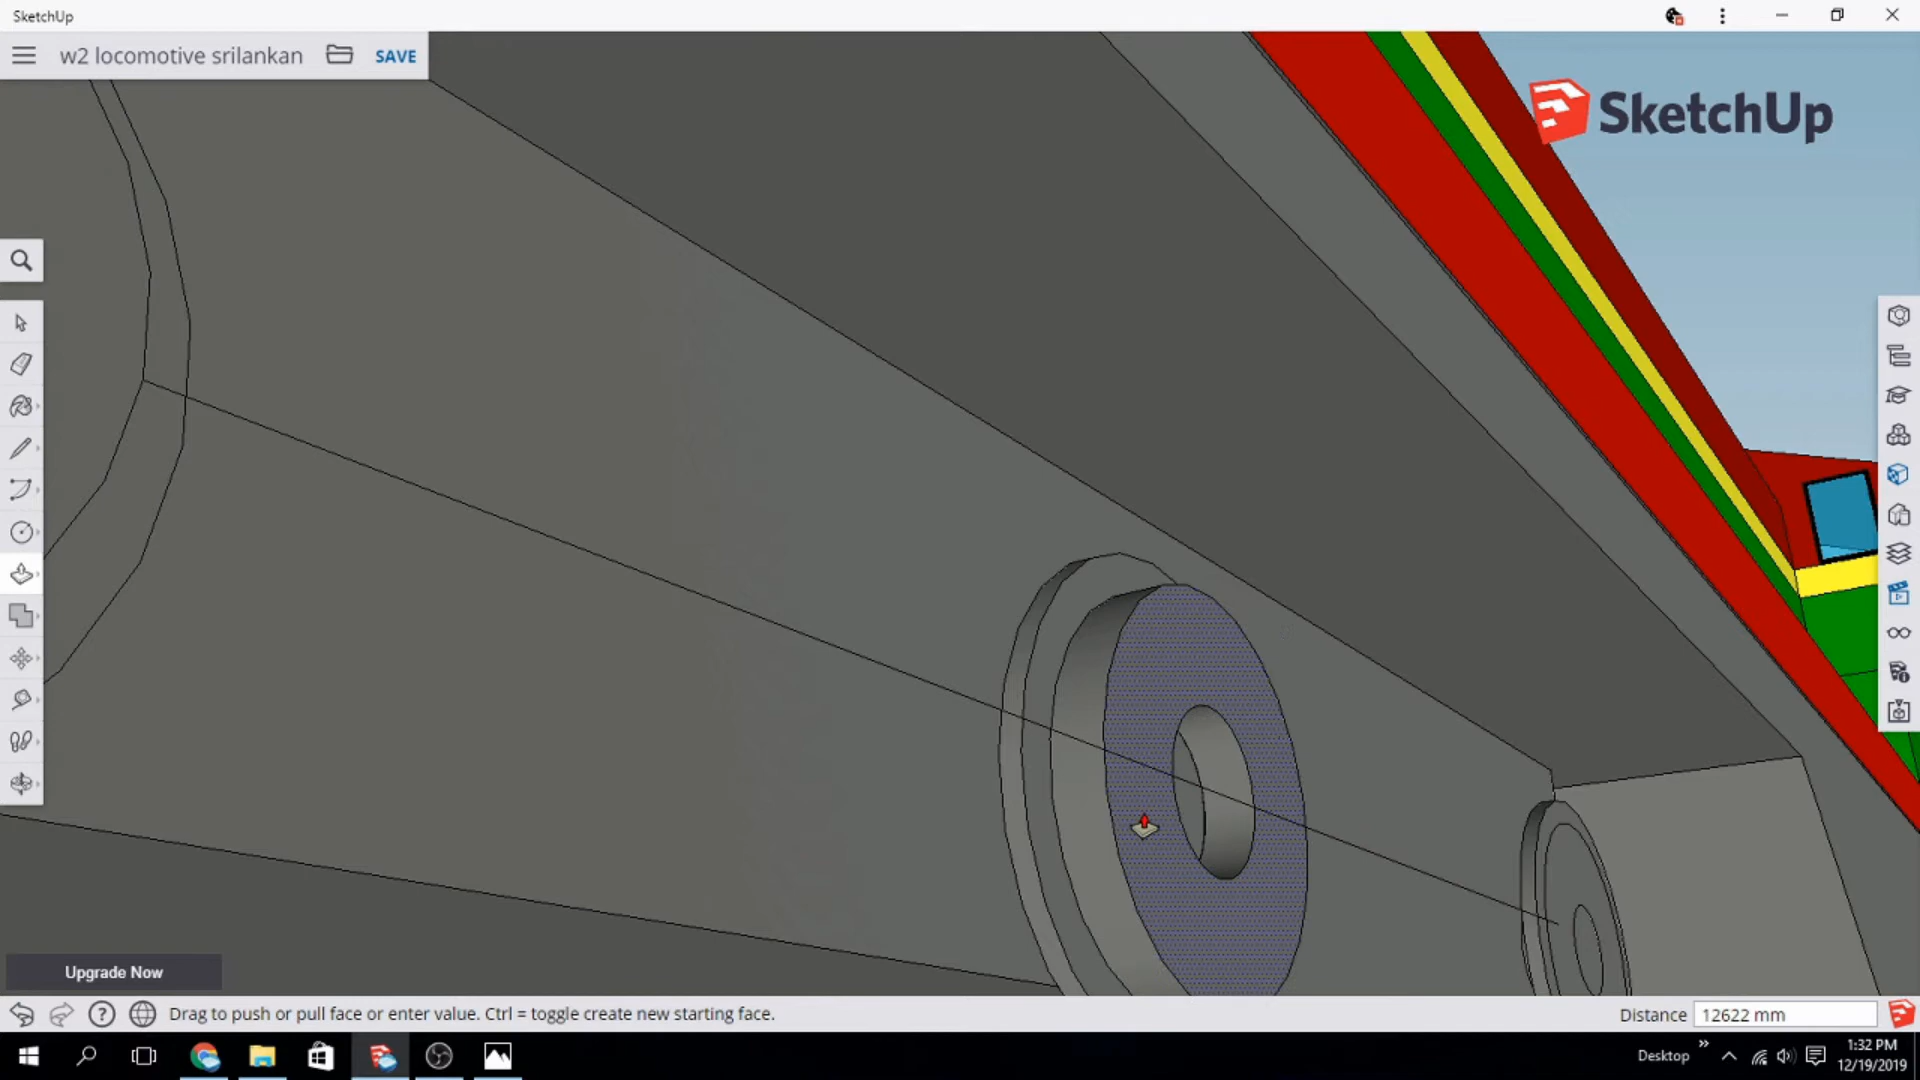 SketchUp
w2 locomotive srilankan
SAVE
SketchUp
Upgrade Now
Drag to push or pull face or enter value. Ctrl = toggle create new starting face.
Distance
12622 mm
Desktop
1:32 PM
12/19/2019